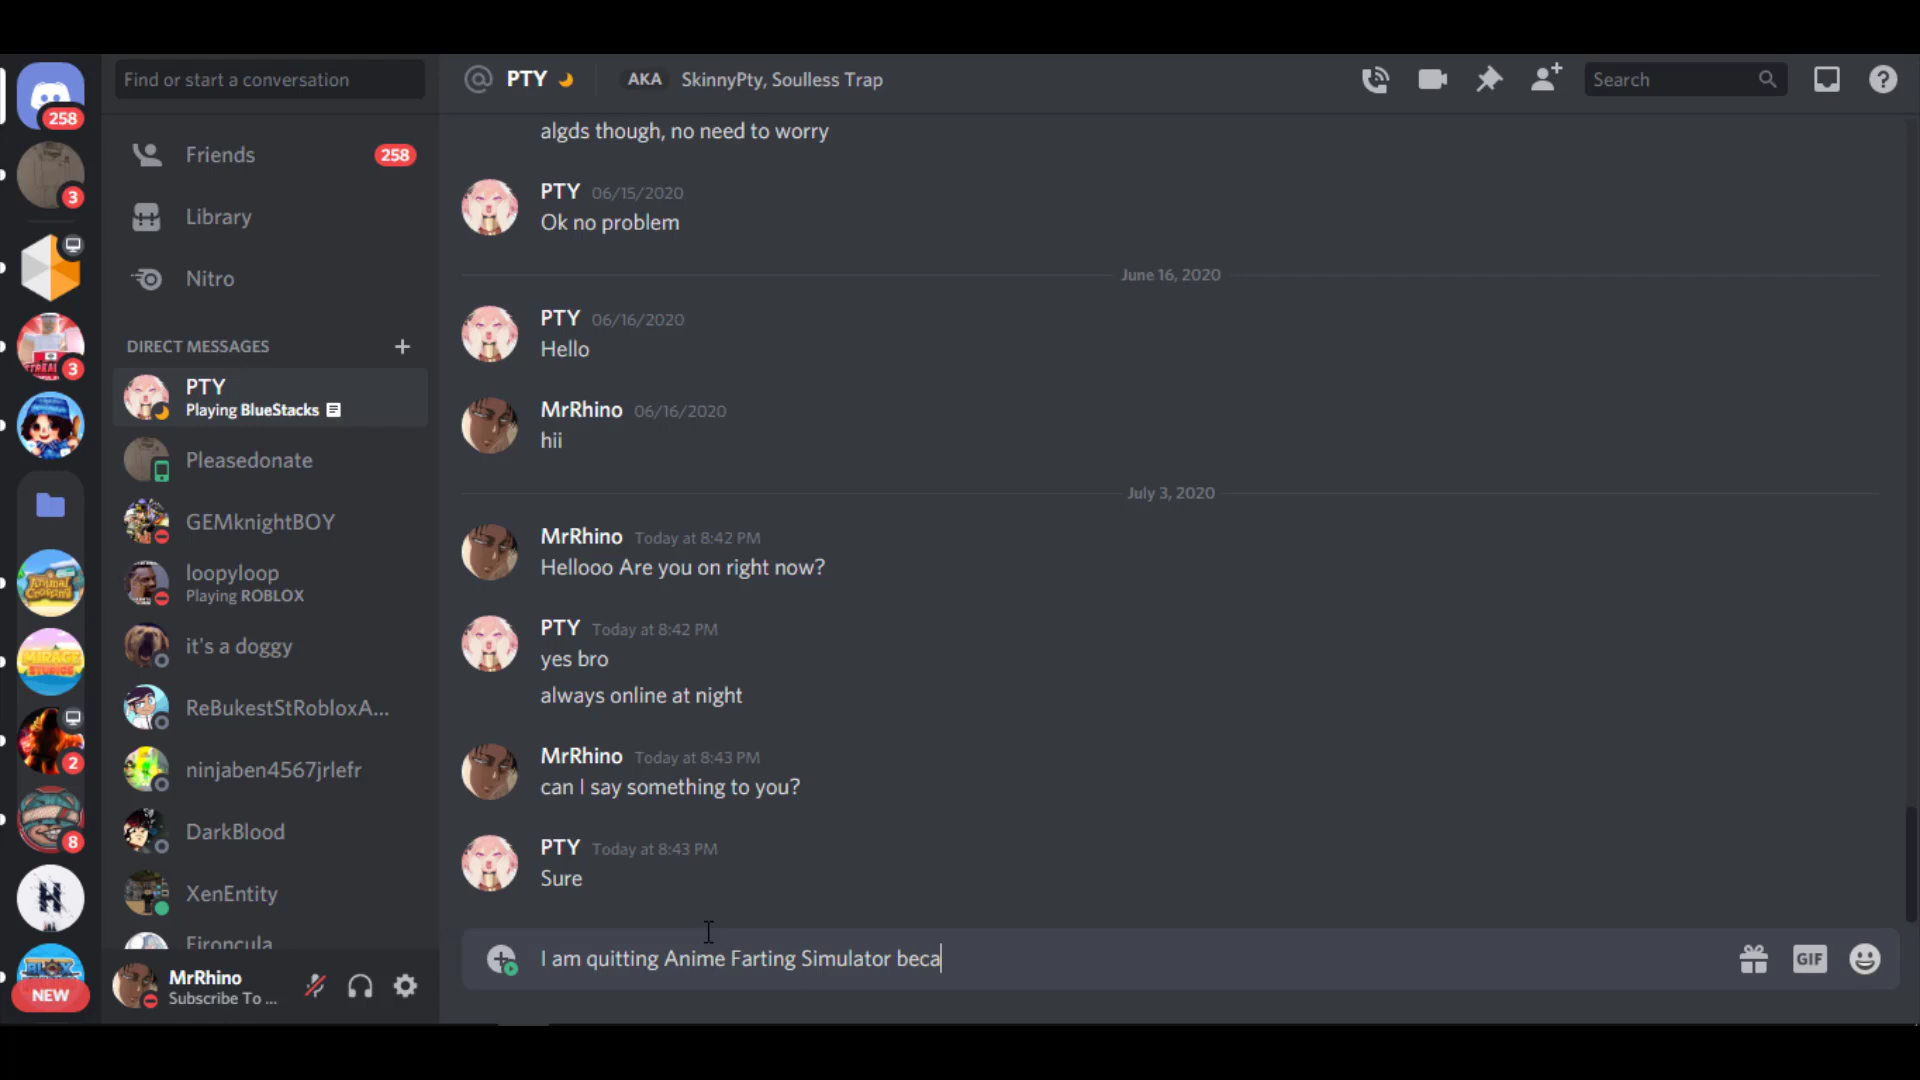 Find or start a conversation
PTY
AKA SkinnyPty, Soulless Trap
Search
258
3
3
2
8
NEW
Friends 258
Library
Nitro
DIRECT MESSAGES
PTY
Playing BlueStacks
Pleasedonate
GEMknightBOY
loopyloop
Playing ROBLOX
it's a doggy
ReBukestStRobloxA...
ninjaben4567jrlefr
DarkBlood
XenEntity
Fironcula
MrRhino
Subscribe To ...
algds though, no need to worry
PTY 06/15/2020
Ok no problem
June 16, 2020
PTY 06/16/2020
Hello
MrRhino 06/16/2020
hii
July 3, 2020
MrRhino Today at 8:42 PM
Hellooo Are you on right now?
PTY Today at 8:42 PM
yes bro
always online at night
MrRhino Today at 8:43 PM
can I say something to you?
PTY Today at 8:43 PM
Sure
I am quitting Anime Farting Simulator beca
GIF